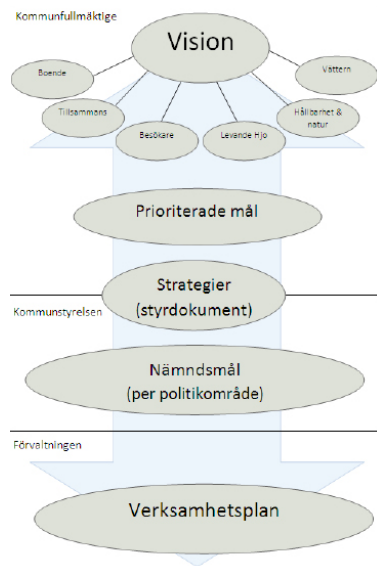 Kommunfullmäktige
Vision
Boende
Vättern
Tillsammans
Besökare
Levande Hjo
Hållbarhet &
natur
Prioriterade mål
Strategier
(styrdokument)
Kommunstyrelsen
Nämndsmål
(per politikområde)
Förvaltningen
Verksamhetsplan